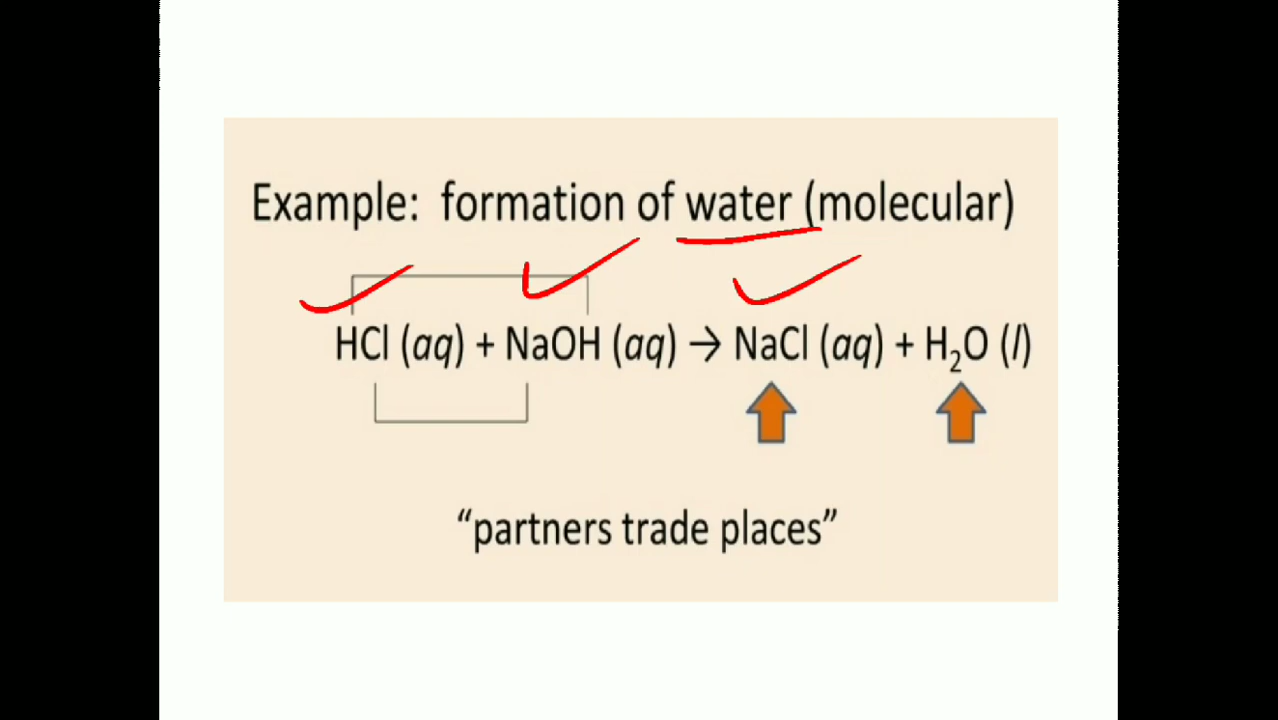 Example: formation of water (molecular)
HCl (aq) + NaOH (aq) → NaCl (aq) + H₂O (l)
“partners trade places”